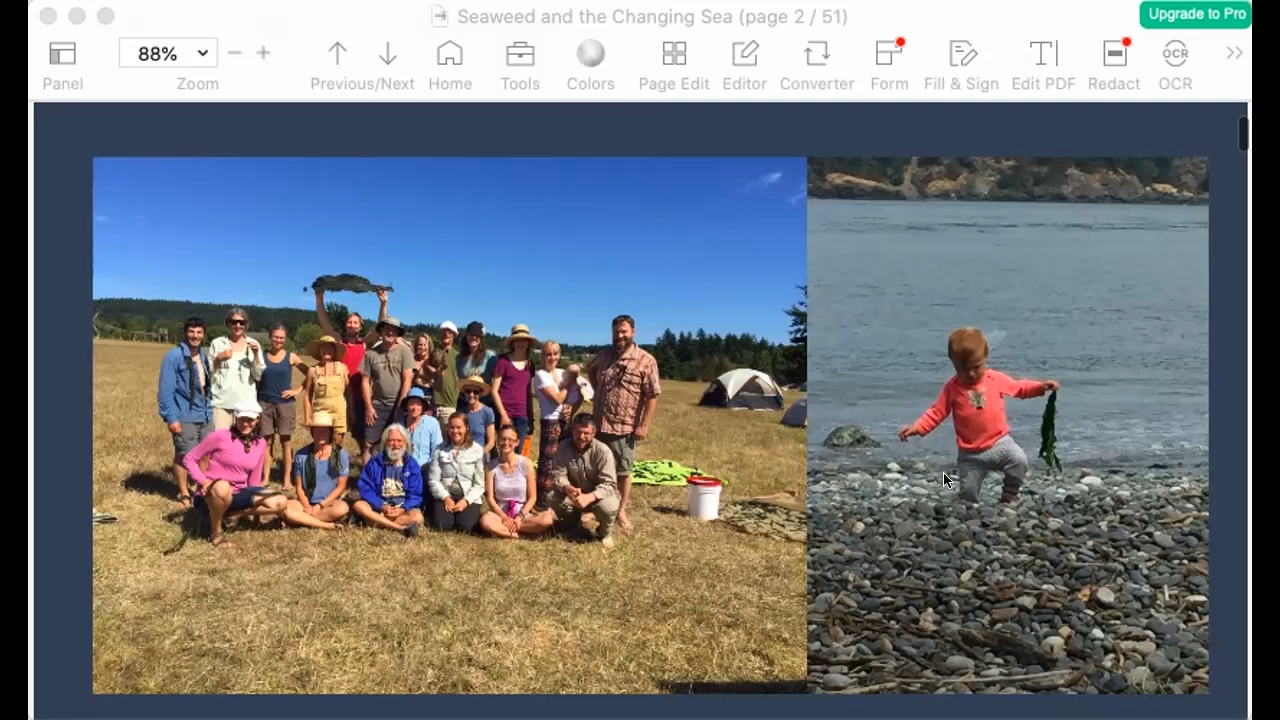 Seaweed and the Changing Sea (page 2 / 51)
Upgrade to Pro
88%
OCR
Panel
Zoom
Previous/Next
Home
Tools
Colors
Page Edit
Editor
Converter
Form
Fill & Sign
Edit PDF
Redact
OCR